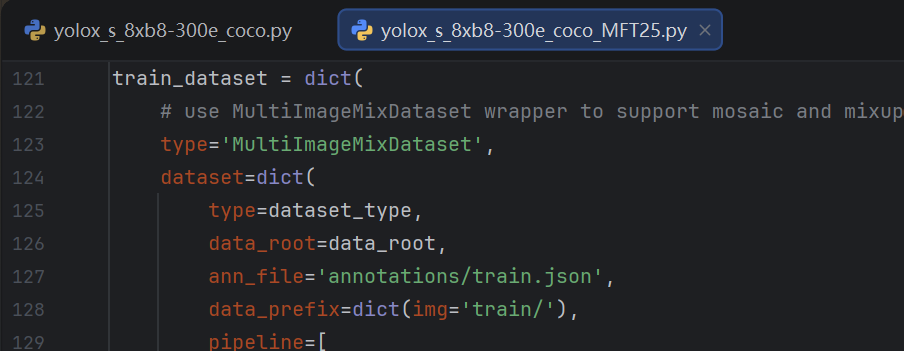 yolox_s_8xb8-300e_coco.py yolox_s_8xb8-300e_coco_MFT25.py ×
121 train_dataset = dict(
122 # use MultiImageMixDataset wrapper to support mosaic and mixup
123 type='MultiImageMixDataset',
124 dataset=dict(
125 type=dataset_type,
126 data_root=data_root,
127 ann_file='annotations/train.json',
128 data_prefix=dict(img='train/'),
129 pipeline=[